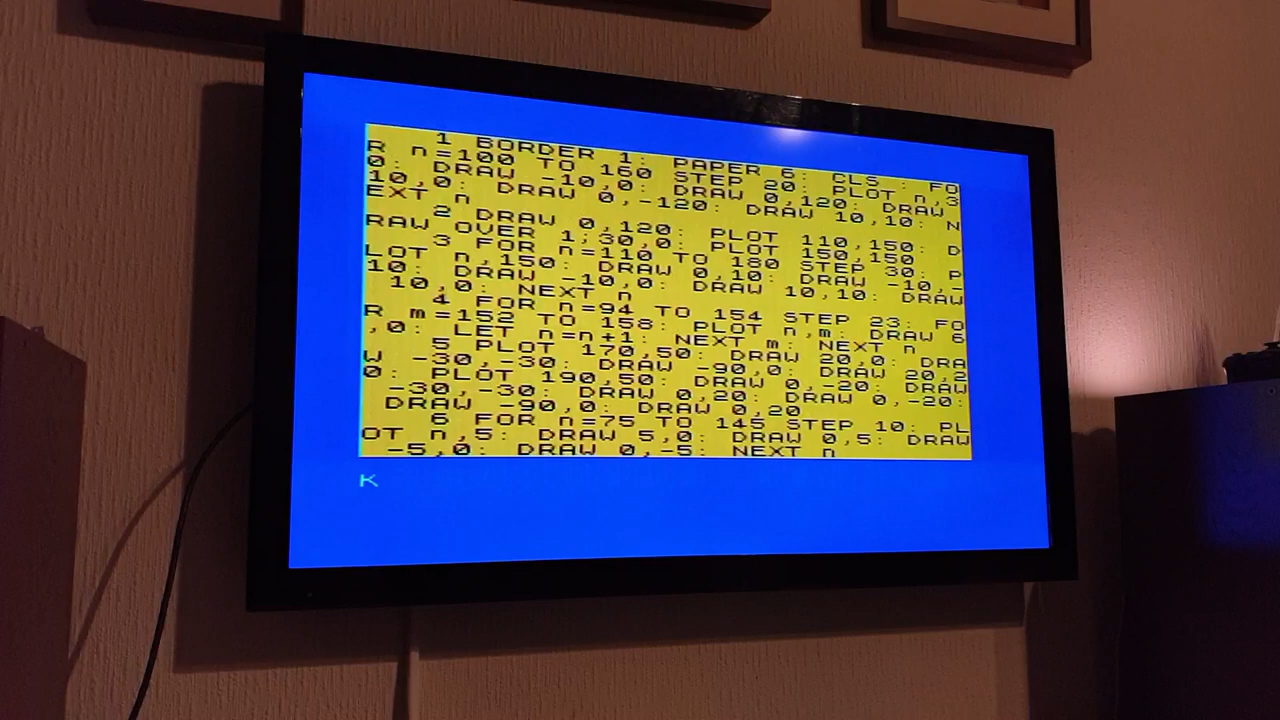 1 BORDER 1: PAPER 6: CLS : FO
R n=100 TO 160 STEP 20: PLOT n,3
0: DRAW -10,0: DRAW 0,120: DRAW
10,0: DRAW 0,-120: DRAW 10,10: N
EXT n
2 DRAW 0,120: PLOT 110,150: D
RAW OVER 1;30,0: PLOT 150,150
3 FOR n=110 TO 180 STEP 30: P
LOT n,150: DRAW 0,10: DRAW -10,-
10: DRAW -10,0: DRAW 10,10: DRAW
10,0: NEXT n
4 FOR n=94 TO 154 STEP 23: FO
R m=152 TO 158: PLOT n,m: DRAW 6
,0: LET n=n+1: NEXT m: NEXT n
5 PLOT 170,50: DRAW 20,0: DRA
W -30,-30: DRAW -90,0: DRAW 20,2
0: PLOT 190,50: DRAW 0,-20: DRAW
-30,-30: DRAW 0,20: DRAW 0,-20:
DRAW -90,0: DRAW 0,20
6 FOR n=75 TO 145 STEP 10: PL
OT n,5: DRAW 5,0: DRAW 0,5: DRAW
-5,0: DRAW 0,-5: NEXT n
K